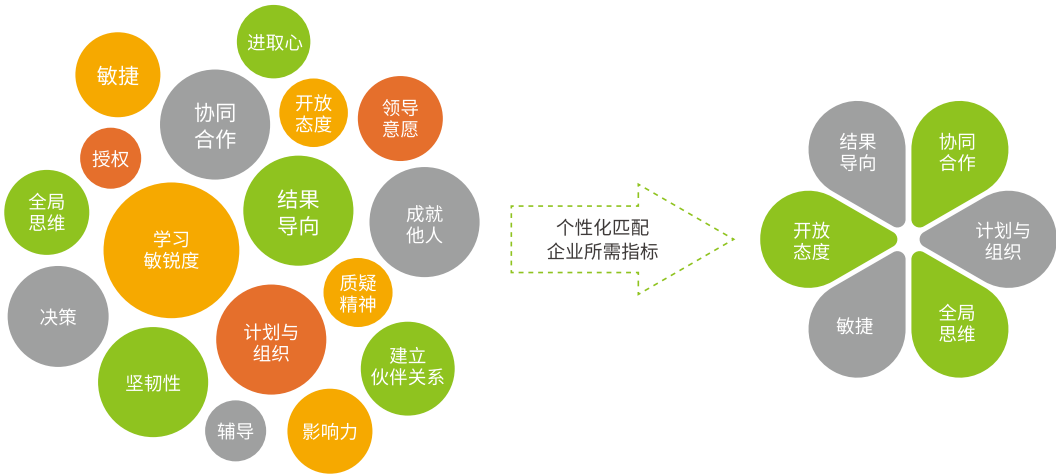 进取心
敏捷
协同
合作
开放
态度
领导
意愿
授权
全局
思维
结果
导向
成就
他人
学习
敏锐度
质疑
精神
决策
计划与
组织
建立
伙伴关系
坚韧性
辅导
影响力
个性化匹配
企业所需指标
结果
导向
协同
合作
开放
态度
计划与
组织
敏捷
全局
思维